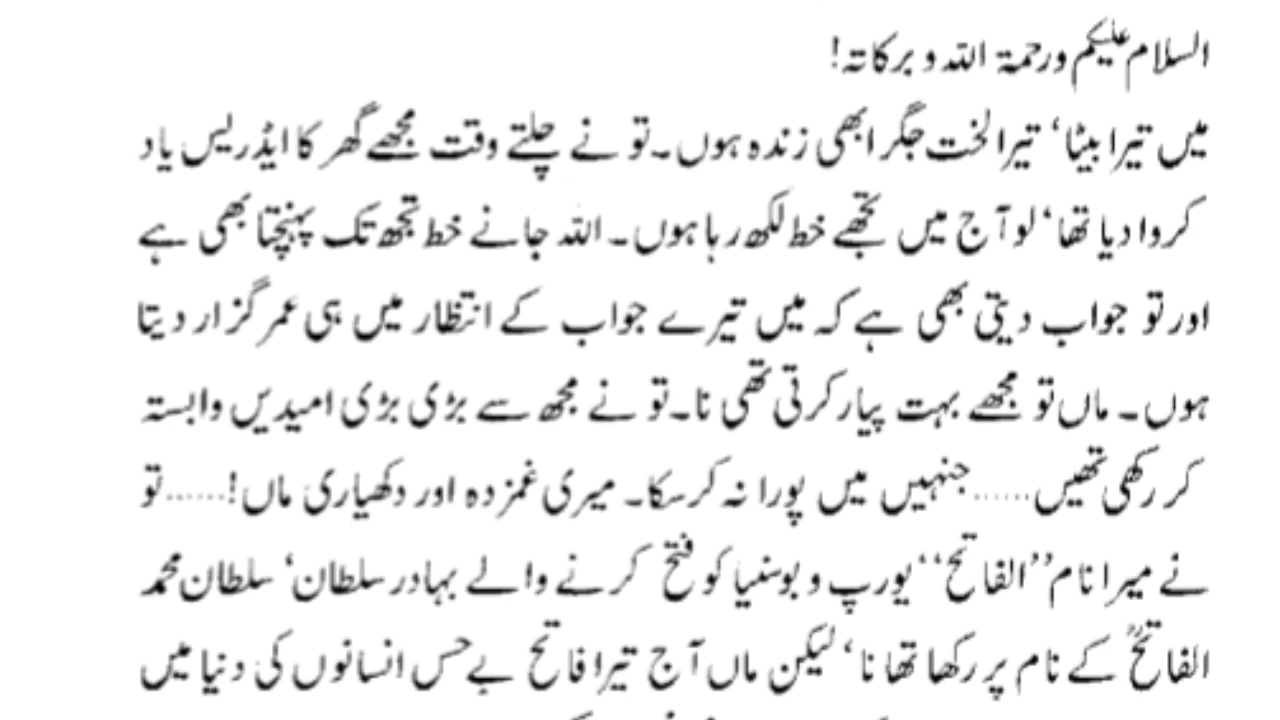 السلام علیکم ورحمۃ اللہ و برکاتہ!
میں تیرا بیٹا‘ تیرا لخت جگر ابھی زندہ ہوں۔ تو نے چلتے وقت مجھے گھر کا ایڈریس یاد
کروا دیا تھا‘ لو آج میں تجھے خط لکھ رہا ہوں۔ اللہ جانے خط تجھ تک پہنچتا بھی ہے
اور تو جواب دیتی بھی ہے کہ میں تیرے جواب کے انتظار میں ہی عمر گزار دیتا
ہوں۔ ماں تو مجھے بہت پیار کرتی تھی نا۔ تو نے مجھ سے بڑی بڑی امیدیں وابستہ
کر رکھی تھیں......جنہیں میں پورا نہ کر سکا۔ میری غمزدہ اور دکھیاری ماں!......تو
نے میرا نام ’’الفاتح‘‘ یورپ و بوسنیا کو فتح کرنے والے بہادر سلطان‘ سلطان محمد
الفاتحؒ کے نام پر رکھا تھا نا‘ لیکن ماں آج تیرا فاتح بے حس انسانوں کی دنیا میں